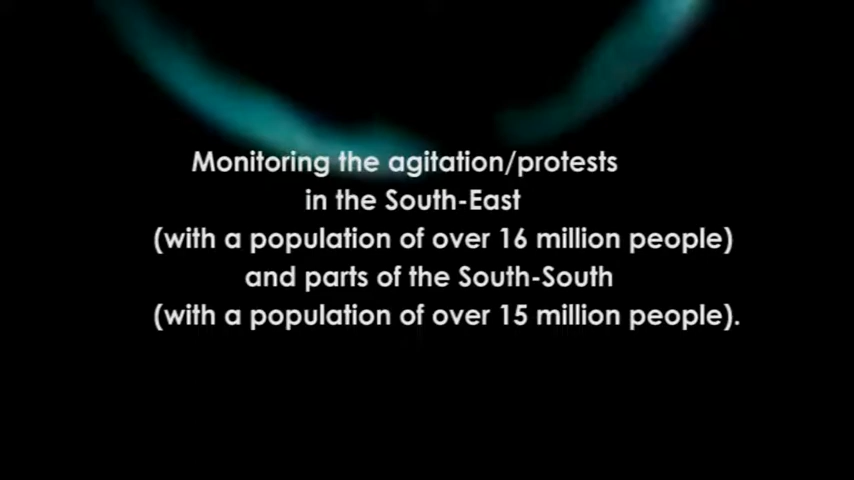 Monitoring the agitation/protests
in the South-East
(with a population of over 16 million people)
and parts of the South-South
(with a population of over 15 million people).